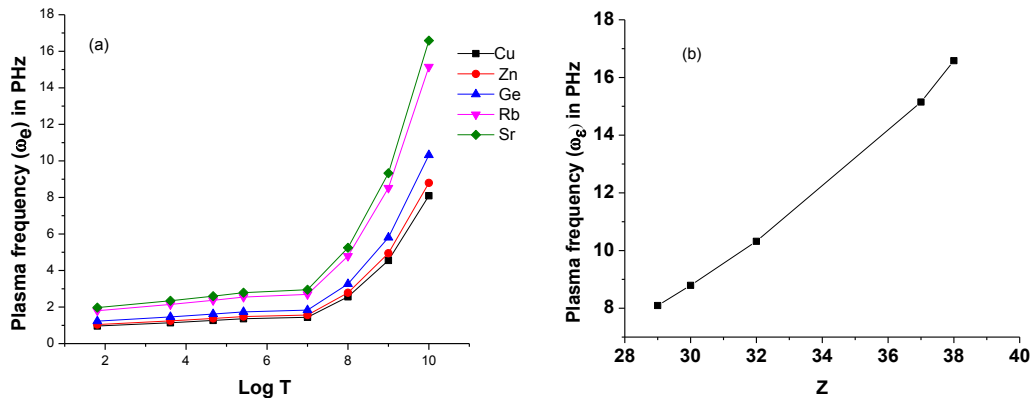 (a)
Plasma frequency (ωe) in PHz
18
16
14
12
10
8
6
4
2
0
2
4
6
8
10
Log T
Cu
Zn
Ge
Rb
Sr
(b)
Plasma frequency (ωε) in PHz
18
16
14
12
10
8
28
30
32
34
36
38
40
Z